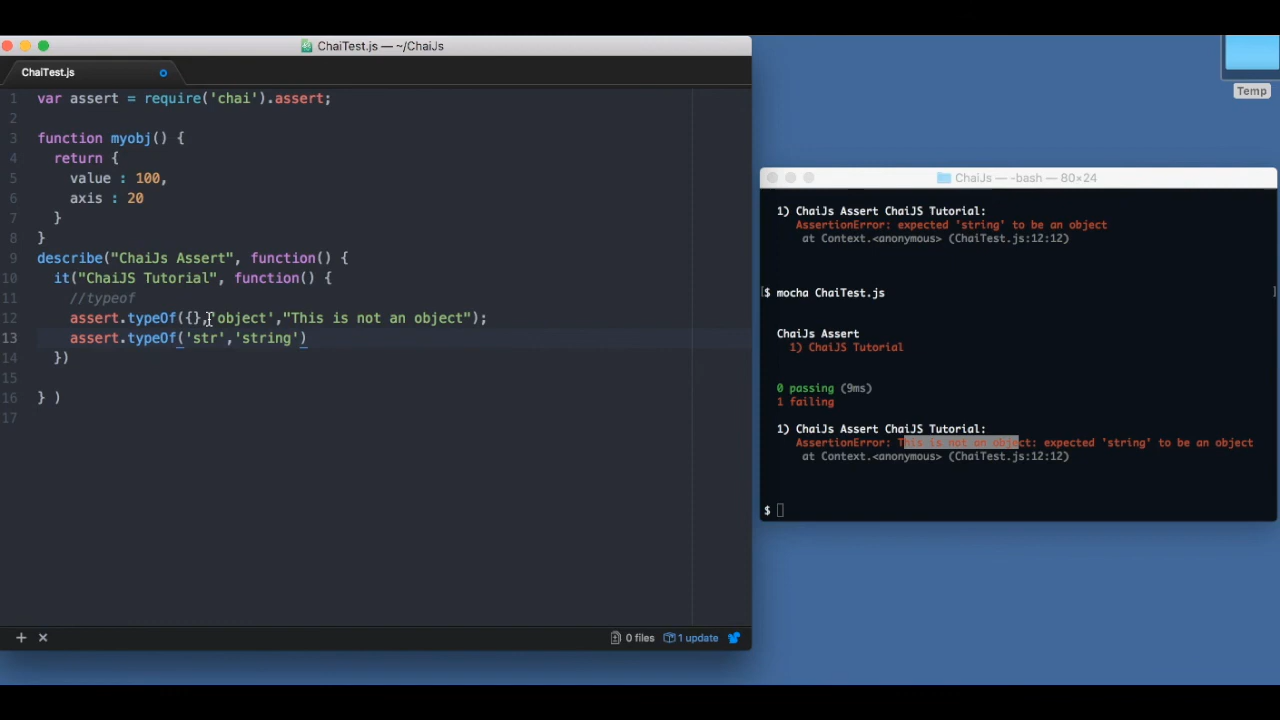 ChaiTest.js — ~/ChaiJs
ChaiTest.js
1 var assert = require('chai').assert;
2
3 function myobj() {
4 return {
5 value : 100,
6 axis : 20
7 }
8 }
9 describe("ChaiJs Assert", function() {
10 it("ChaiJS Tutorial", function() {
11 //typeof
12 assert.typeOf({},'object',"This is not an object");
13 assert.typeOf('str','string')
14 })
15
16 } )
17
+ ×
0 files
1 update
Temp
ChaiJs — -bash — 80×24
1) ChaiJs Assert ChaiJS Tutorial:
AssertionError: expected 'string' to be an object
at Context.<anonymous> (ChaiTest.js:12:12)
[$ mocha ChaiTest.js ]
ChaiJs Assert
1) ChaiJS Tutorial
0 passing (9ms)
1 failing
1) ChaiJs Assert ChaiJS Tutorial:
AssertionError: This is not an object: expected 'string' to be an object
at Context.<anonymous> (ChaiTest.js:12:12)
$